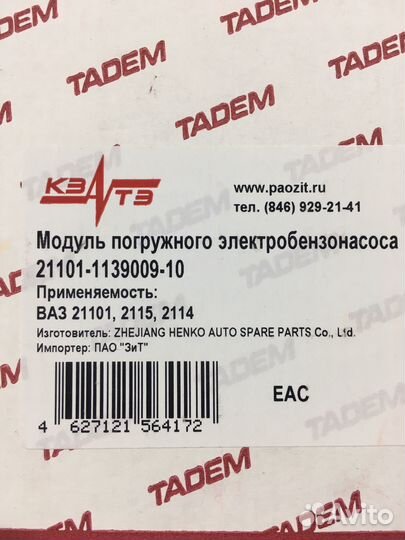 TADEM
TADEM
TADEM
TADEM
КЗАТЭ
www.paozit.ru
тел. (846) 929-21-41
Модуль погружного электробензонасоса
21101-1139009-10
Применяемость:
ВАЗ 21101, 2115, 2114
Изготовитель: ZHEJIANG HENKO AUTO SPARE PARTS Co., Ltd.
Импортер: ПАО "ЗиТ"
EAC
4 627121 564172
TADEM
TADEM
TADEM
TADEM
Avito